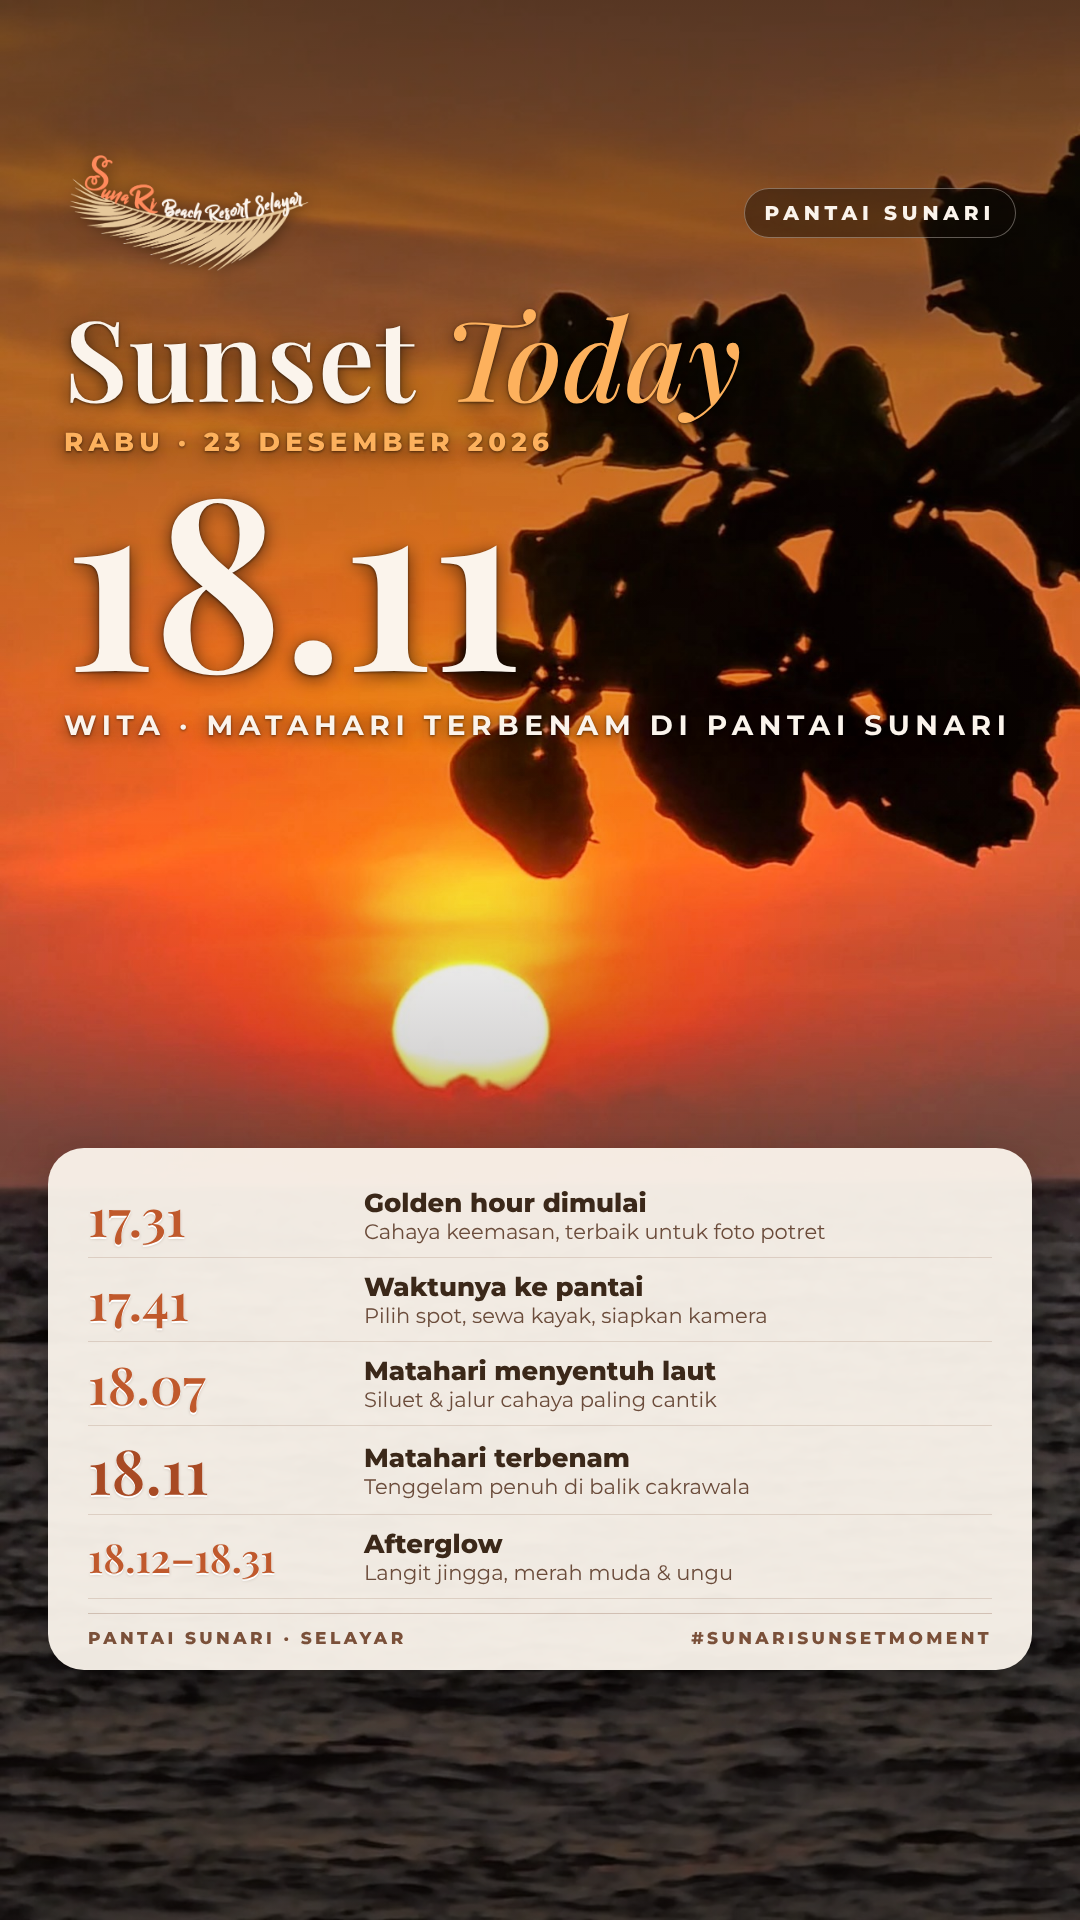 SunaRi Beach Resort Selayar
PANTAI SUNARI
Sunset Today
RABU · 23 DESEMBER 2026
18.11
WITA · MATAHARI TERBENAM DI PANTAI SUNARI
17.31
Golden hour dimulai
Cahaya keemasan, terbaik untuk foto potret
17.41
Waktunya ke pantai
Pilih spot, sewa kayak, siapkan kamera
18.07
Matahari menyentuh laut
Siluet & jalur cahaya paling cantik
18.11
Matahari terbenam
Tenggelam penuh di balik cakrawala
18.12–18.31
Afterglow
Langit jingga, merah muda & ungu
PANTAI SUNARI · SELAYAR
#SUNARISUNSETMOMENT